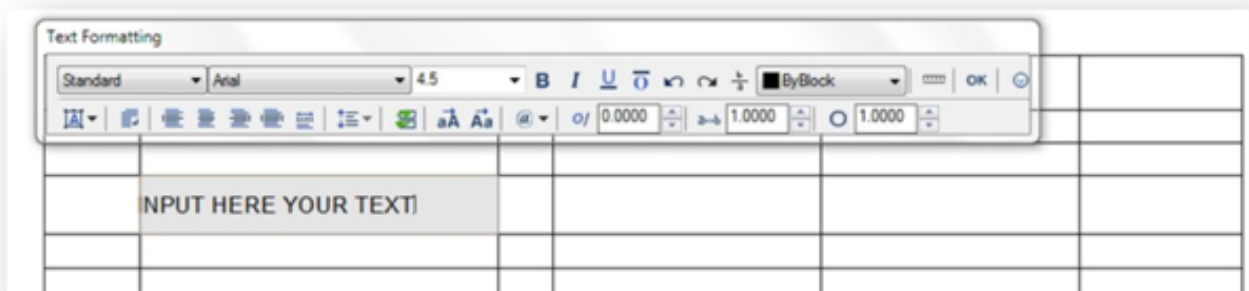 Text Formatting
Standard Arial 4.5 B I U O ByBlock OK
0.0000 1.0000 1.0000
INPUT HERE YOUR TEXT